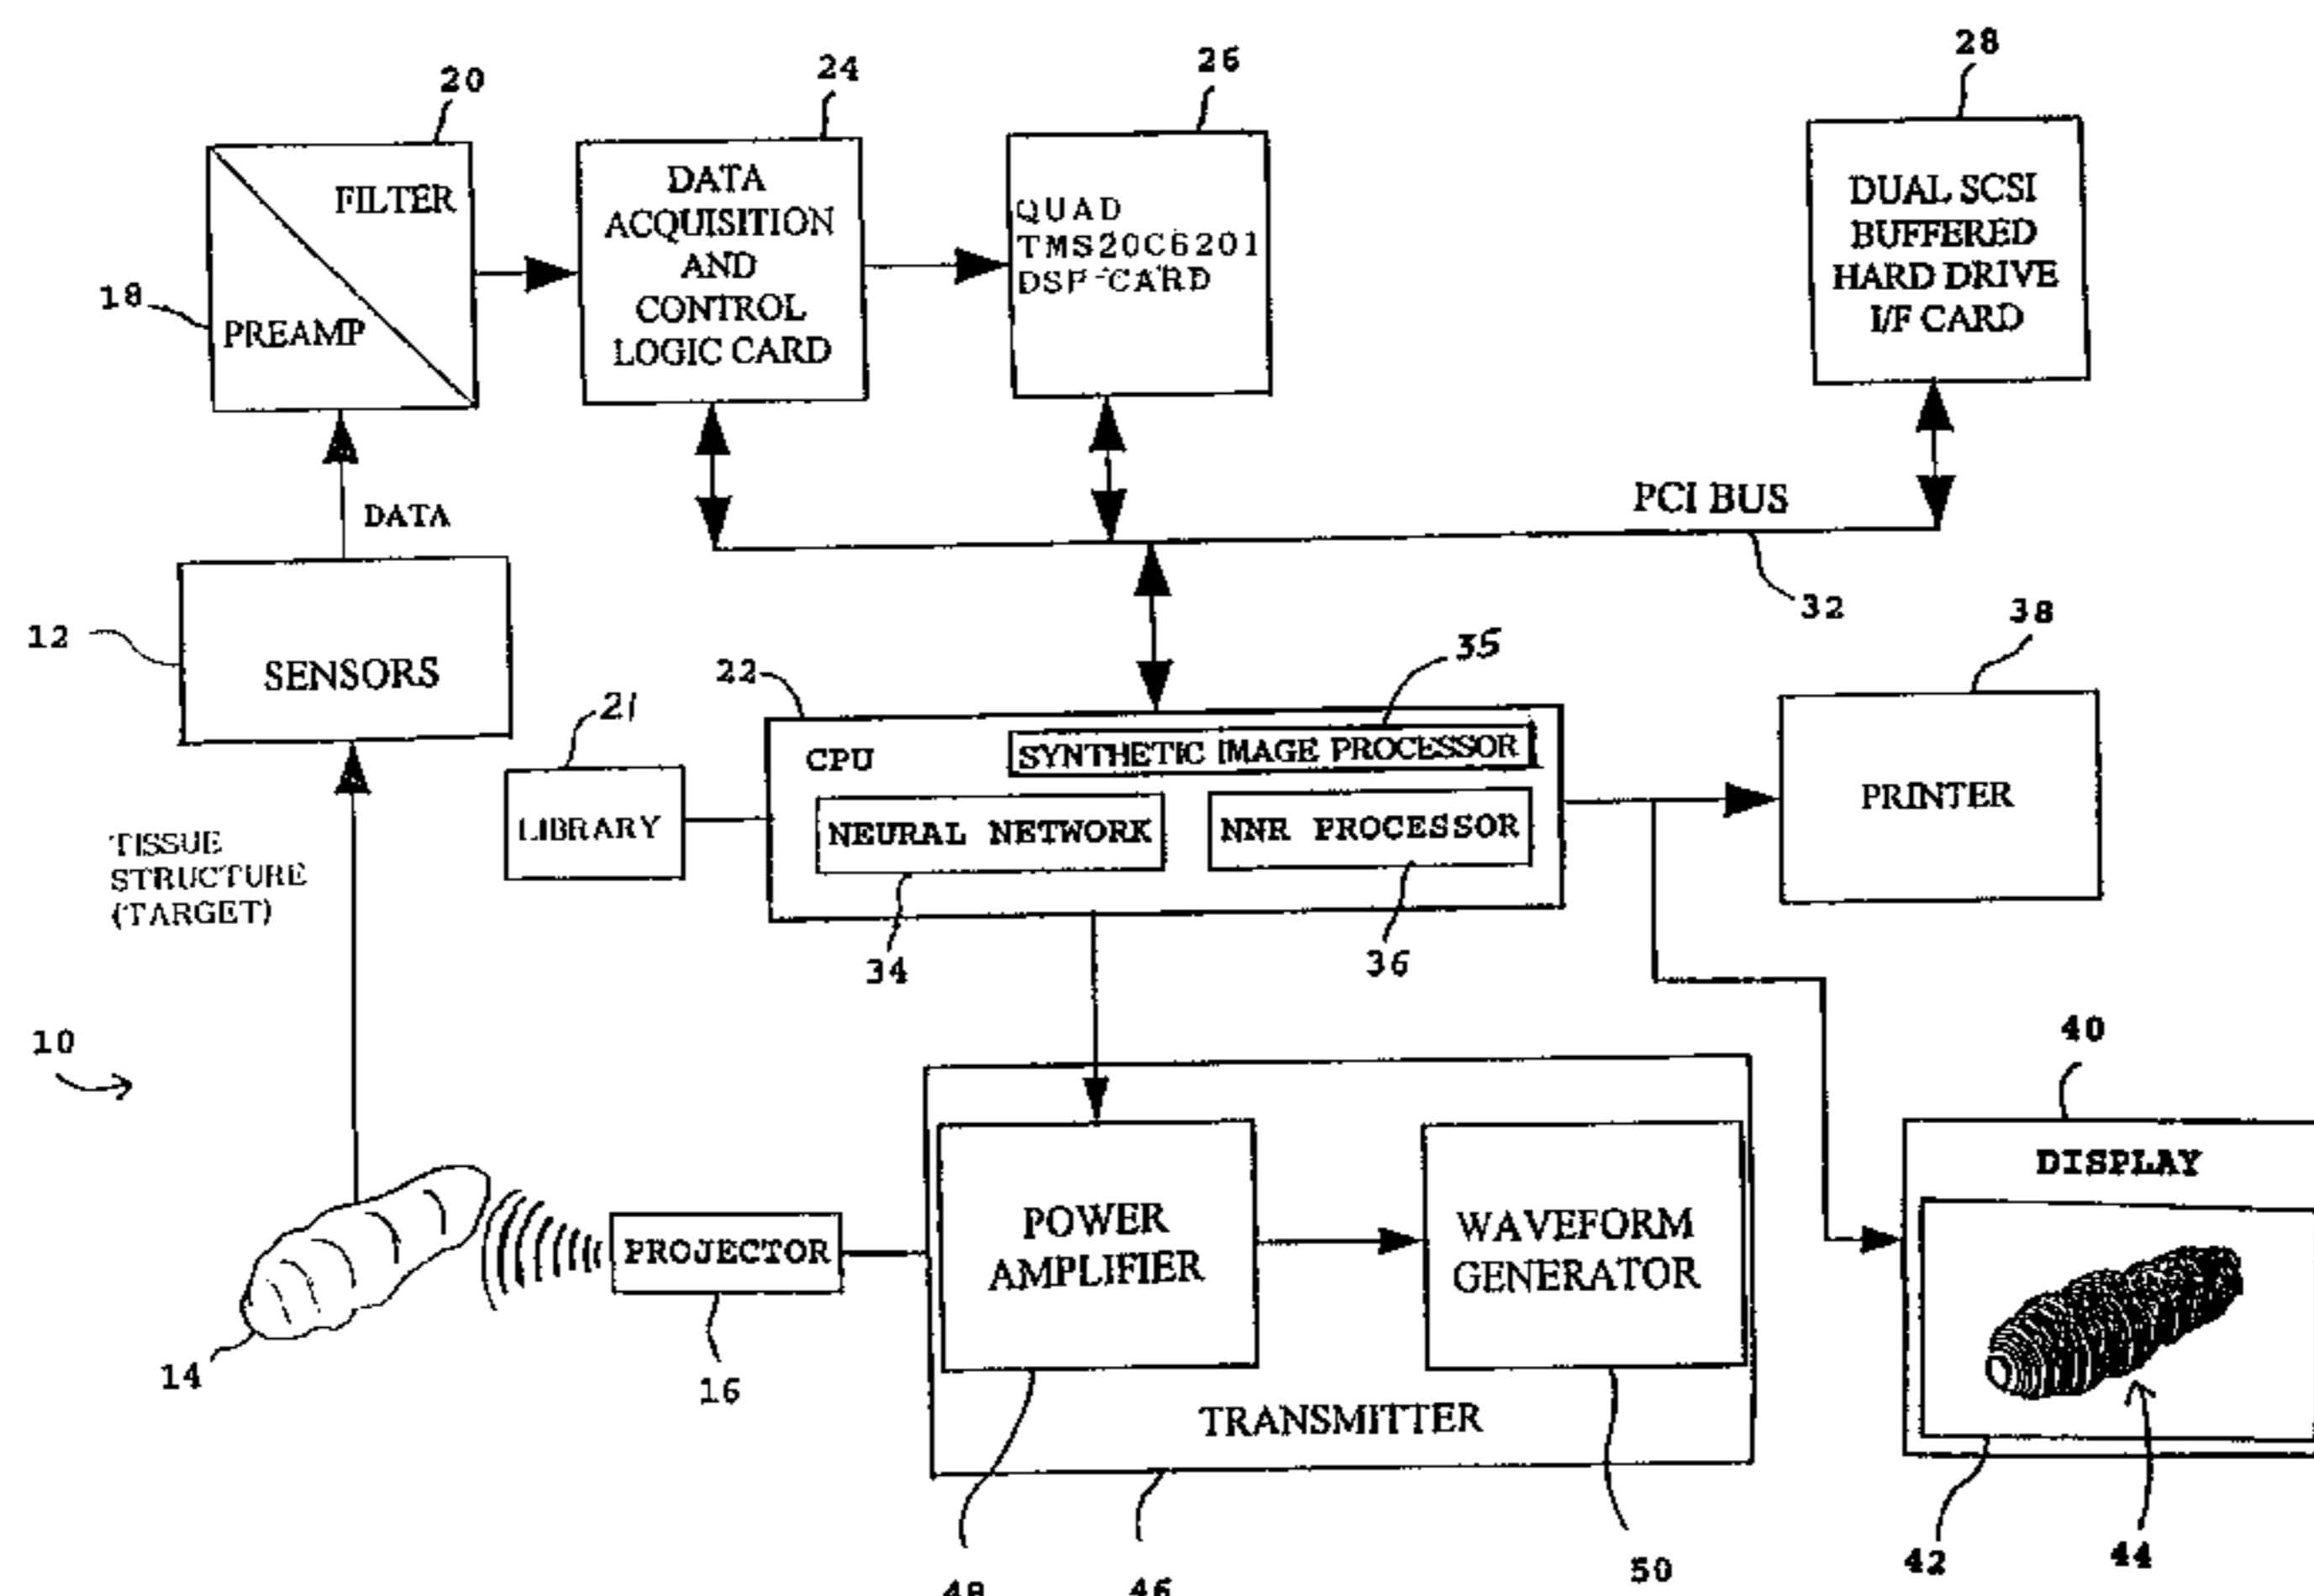 20
24
26
28
FILTER
PREAMP
18
DATA
ACQUISITION
AND
CONTROL
LOGIC CARD
QUAD
TMS20C6201
DSP CARD
DUAL SCSI
BUFFERED
HARD DRIVE
I/F CARD
DATA
PCI BUS
32
12
SENSORS
21
LIBRARY
22
35
CPU
SYNTHETIC IMAGE PROCESSOR
NEURAL NETWORK
NNR PROCESSOR
34
36
38
PRINTER
TISSUE
STRUCTURE
(TARGET)
10
14
PROJECTOR
16
POWER
AMPLIFIER
WAVEFORM
GENERATOR
TRANSMITTER
48
46
50
40
DISPLAY
42
44